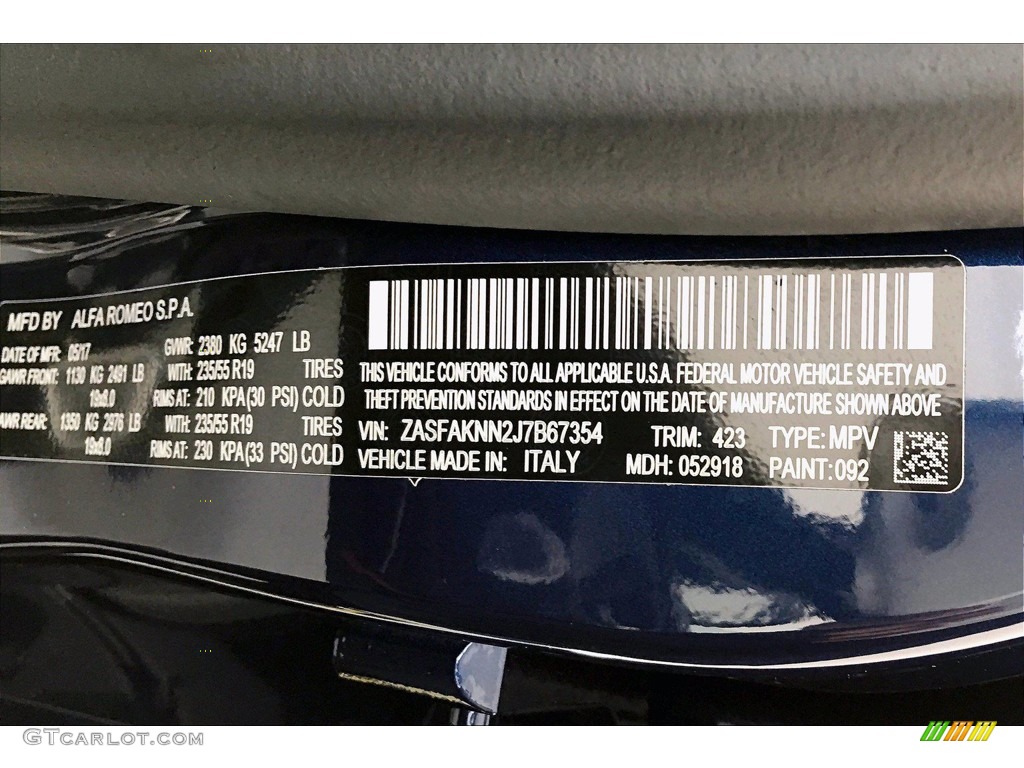 MFD BY ALFA ROMEO S.P.A.
DATE OF MFR: 05/17 GVWR: 2380 KG 5247 LB
GAWR FRONT: 1130 KG 2491 LB WITH: 235/55 R19 TIRES
19x8.0 RIMS AT: 210 KPA(30 PSI) COLD
AWR REAR: 1350 KG 2976 LB WITH: 235/55 R19 TIRES
19x8.0 RIMS AT: 230 KPA(33 PSI) COLD
THIS VEHICLE CONFORMS TO ALL APPLICABLE U.S.A. FEDERAL MOTOR VEHICLE SAFETY AND
THEFT PREVENTION STANDARDS IN EFFECT ON THE DATE OF MANUFACTURE SHOWN ABOVE
VIN: ZASFAKNN2J7B67354 TRIM: 423 TYPE: MPV
VEHICLE MADE IN: ITALY MDH: 052918 PAINT: 092
GTCARLOT.COM